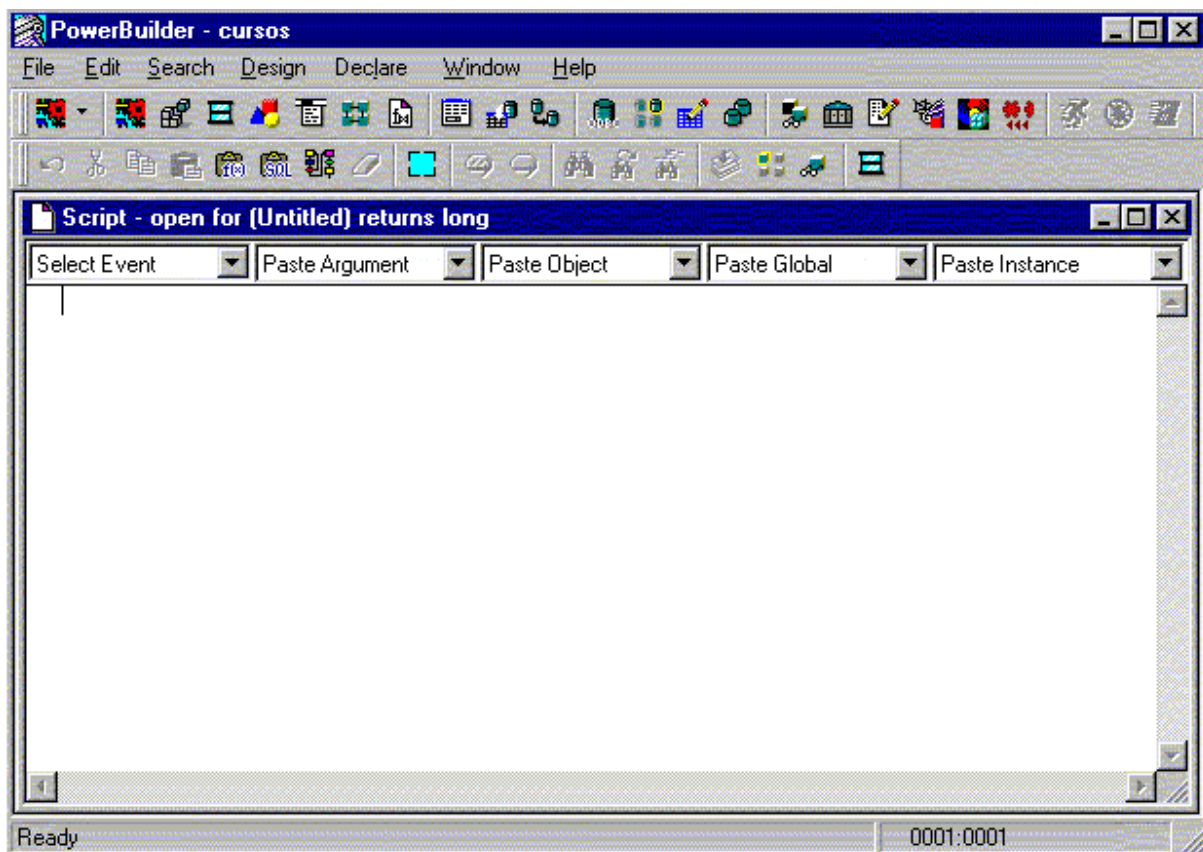 PowerBuilder - cursos
File Edit Search Design Declare Window Help
f(x) SQL
Script - open for (Untitled) returns long
Select Event Paste Argument Paste Object Paste Global Paste Instance
Ready 0001:0001